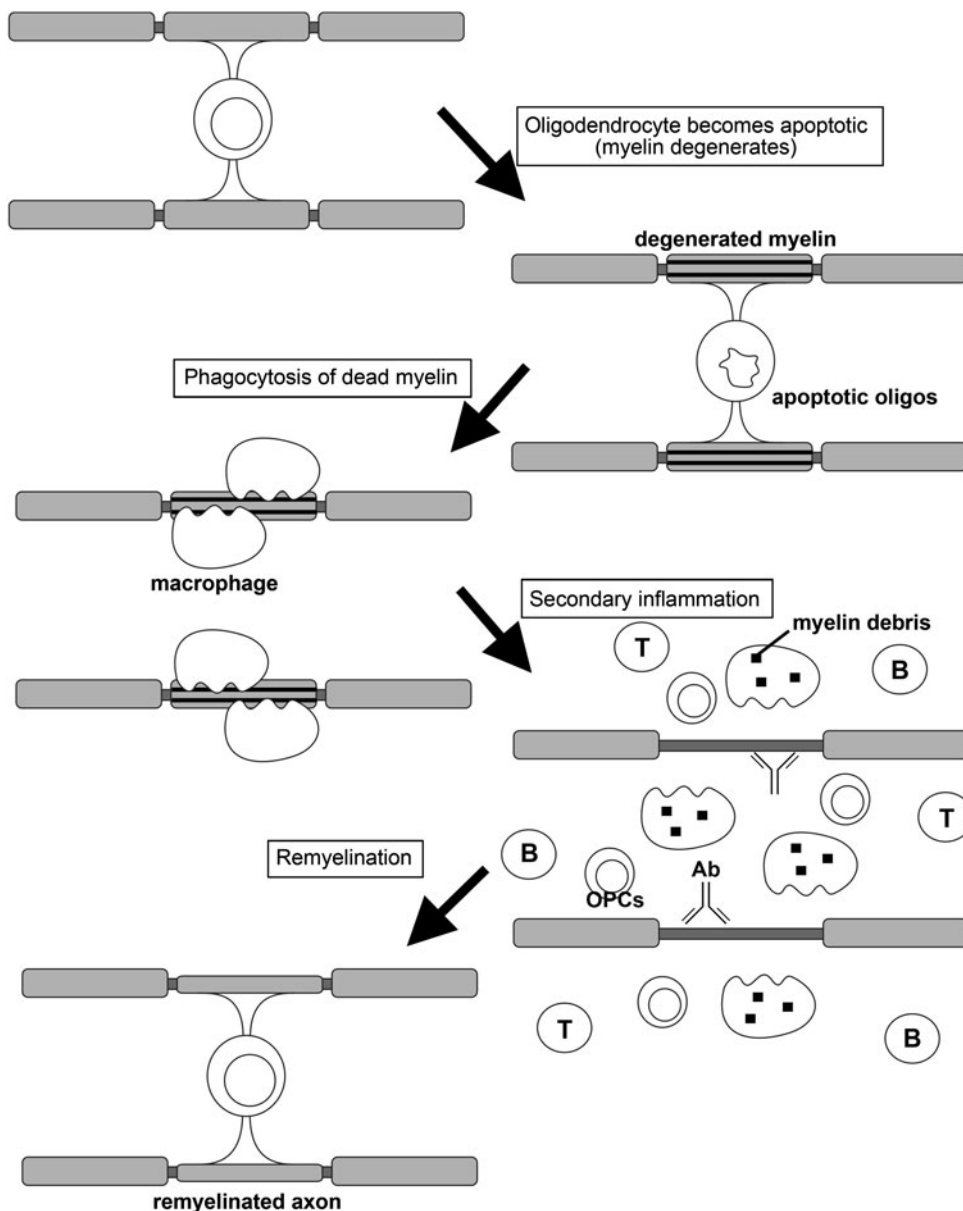 Oligodendrocyte becomes apoptotic
(myelin degenerates)
degenerated myelin
apoptotic oligos
Phagocytosis of dead myelin
macrophage
Secondary inflammation
myelin debris
T
B
T
B
Ab
OPCs
T
B
Remyelination
remyelinated axon